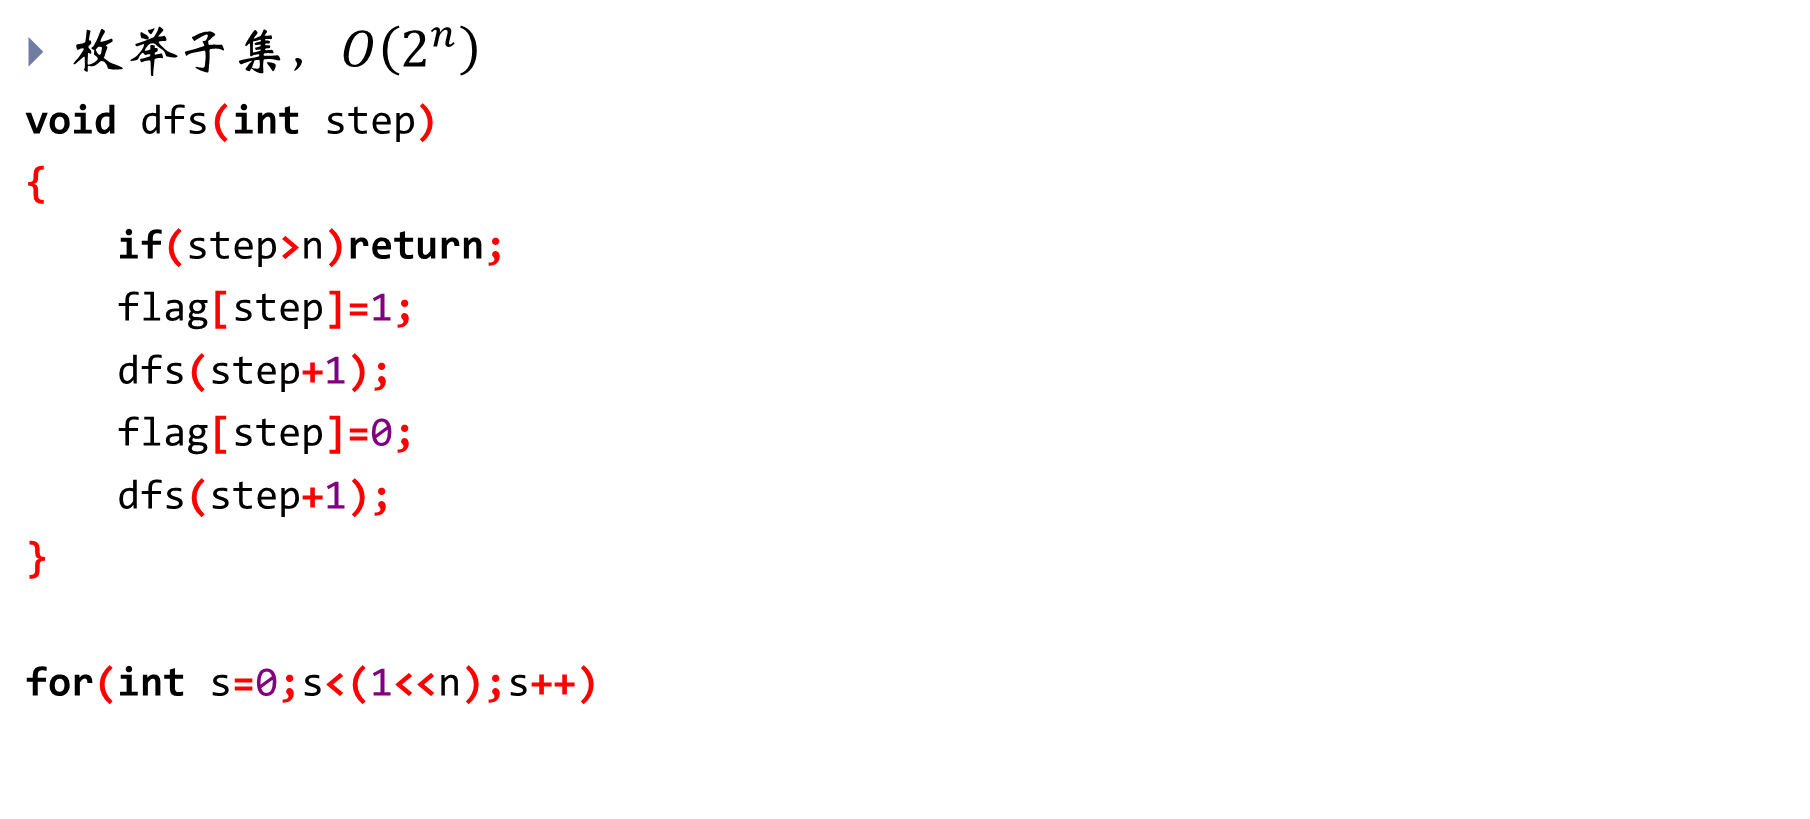 枚举子集，O(2^n)
void dfs(int step)
{
    if(step>n)return;
    flag[step]=1;
    dfs(step+1);
    flag[step]=0;
    dfs(step+1);
}
for(int s=0;s<(1<<n);s++)